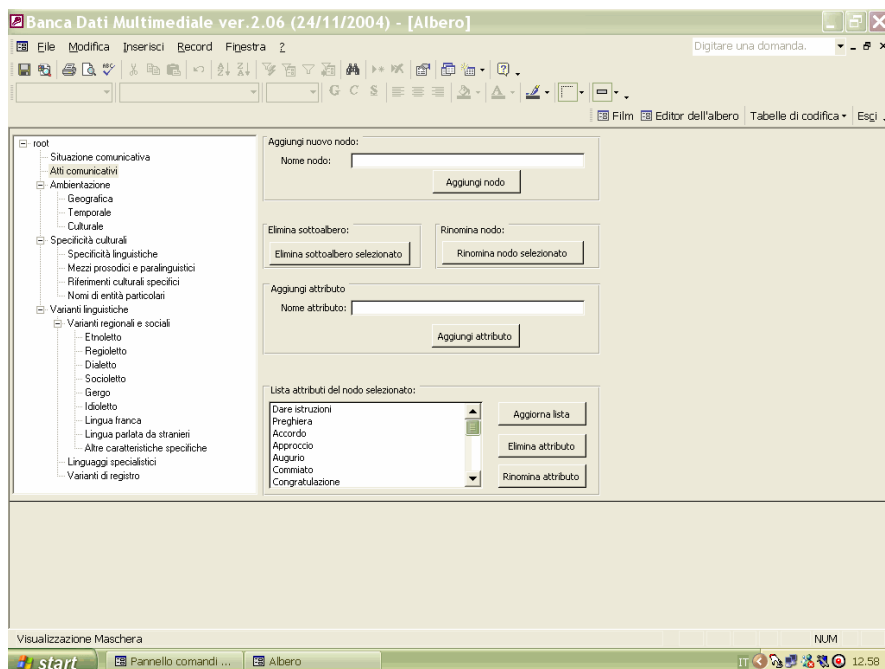 Banca Dati Multimediale ver.2.06 (24/11/2004) - [Albero]
File Modifica Inserisci Record Finestra ?
Digitare una domanda.
G C S
Film Editor dell'albero Tabelle di codifica Esci
root
Situazione comunicativa
Atti comunicativi
Ambientazione
Geografica
Temporale
Culturale
Specificità culturali
Specificità linguistiche
Mezzi prosodici e paralinguistici
Riferimenti culturali specifici
Nomi di entità particolari
Varianti linguistiche
Varianti regionali e sociali
Etnoletto
Regioletto
Dialetto
Socioletto
Gergo
Idioletto
Lingua franca
Lingua parlata da stranieri
Altre caratteristiche specifiche
Linguaggi specialistici
Varianti di registro
Aggiungi nuovo nodo:
Nome nodo:
Aggiungi nodo
Elimina sottoalbero:
Elimina sottoalbero selezionato
Rinomina nodo:
Rinomina nodo selezionato
Aggiungi attributo
Nome attributo:
Aggiungi attributo
Lista attributi del nodo selezionato:
Dare istruzioni
Preghiera
Accordo
Approccio
Augurio
Commiato
Congratulazione
Aggiorna lista
Elimina attributo
Rinomina attributo
Visualizzazione Maschera
NUM
start
Pannello comandi ...
Albero
IT
12.58